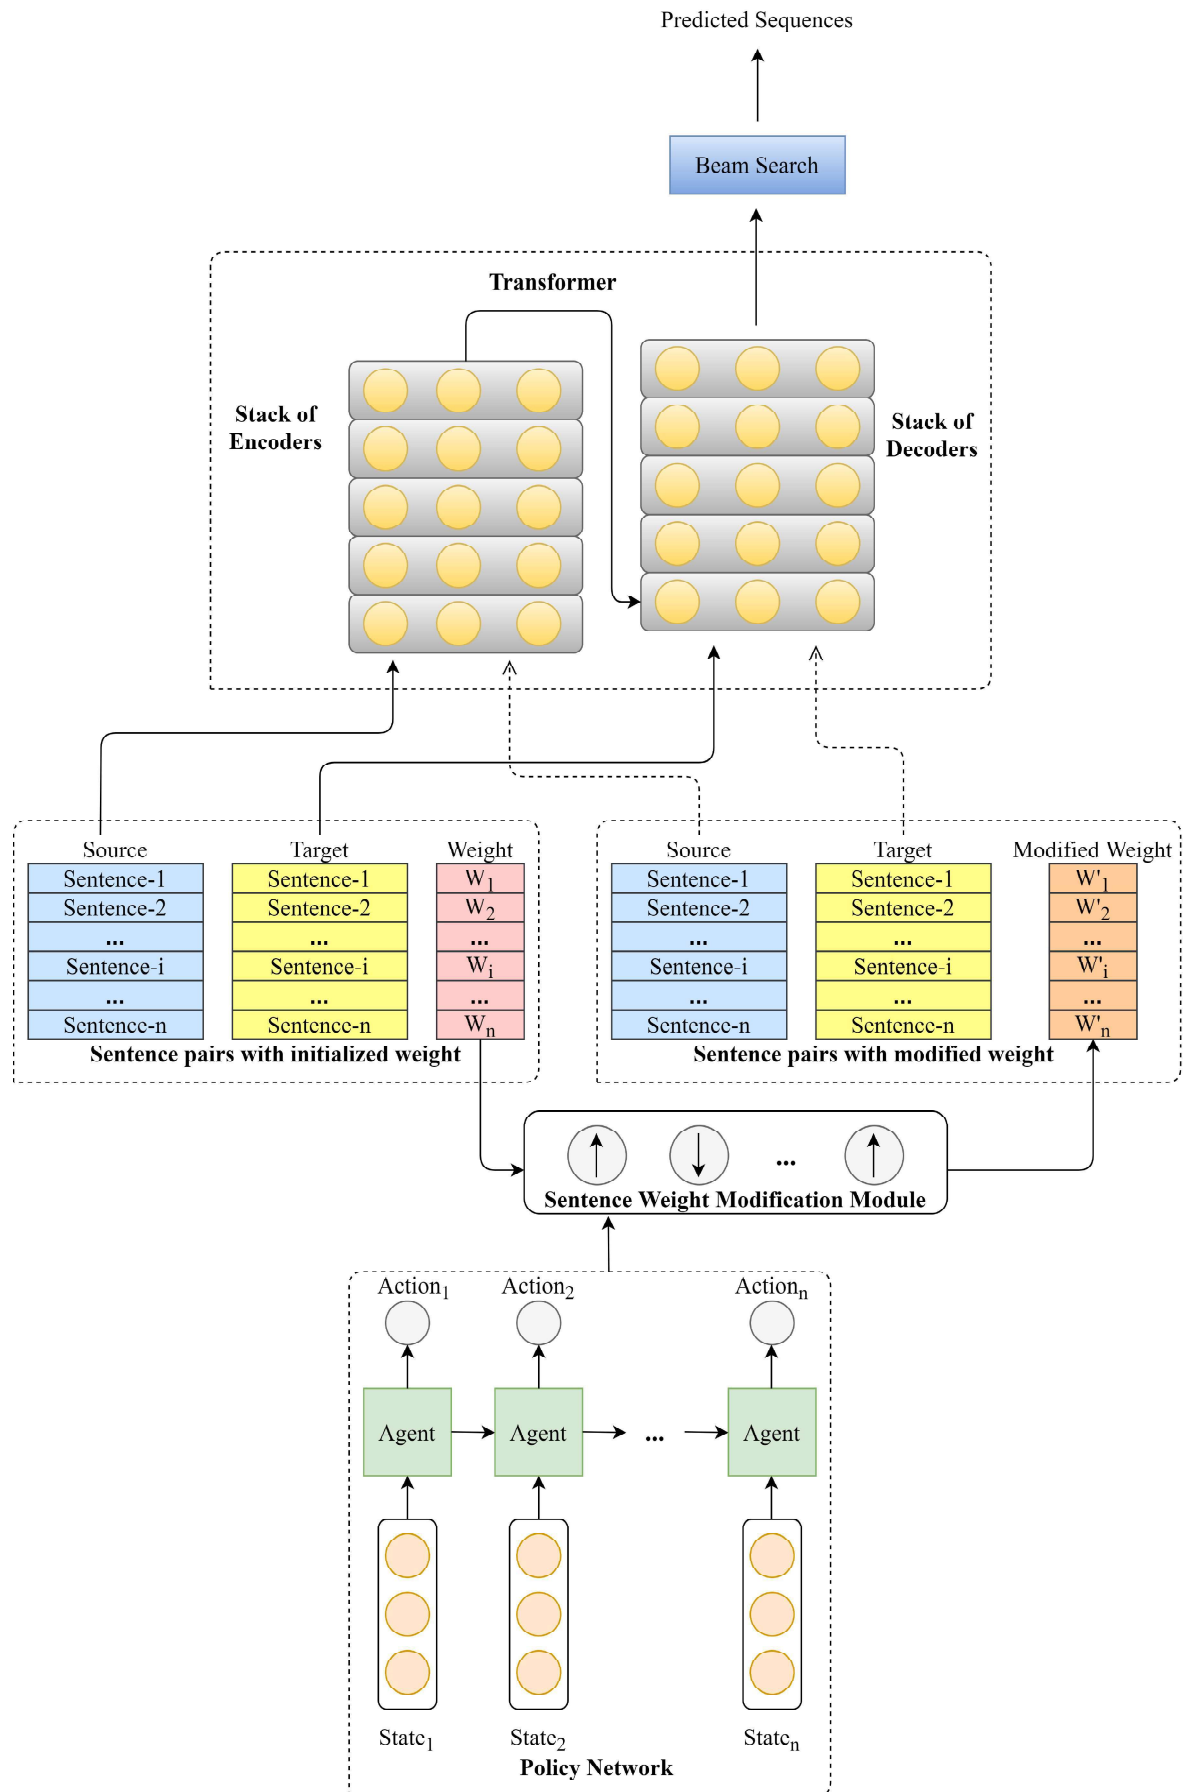 Predicted Sequences
Beam Search
Transformer
Stack of
Encoders
Stack of
Decoders
Source
Target
Weight
Sentence-1
Sentence-1
W1
Sentence-2
Sentence-2
W2
...
...
...
Sentence-i
Sentence-i
Wi
...
...
...
Sentence-n
Sentence-n
Wn
Sentence pairs with initialized weight
Source
Target
Modified Weight
Sentence-1
Sentence-1
W'1
Sentence-2
Sentence-2
W'2
...
...
...
Sentence-i
Sentence-i
W'i
...
...
...
Sentence-n
Sentence-n
W'n
Sentence pairs with modified weight
...
Sentence Weight Modification Module
Action1
Action2
Actionn
Agent
Agent
...
Agent
State1
State2
Staten
Policy Network